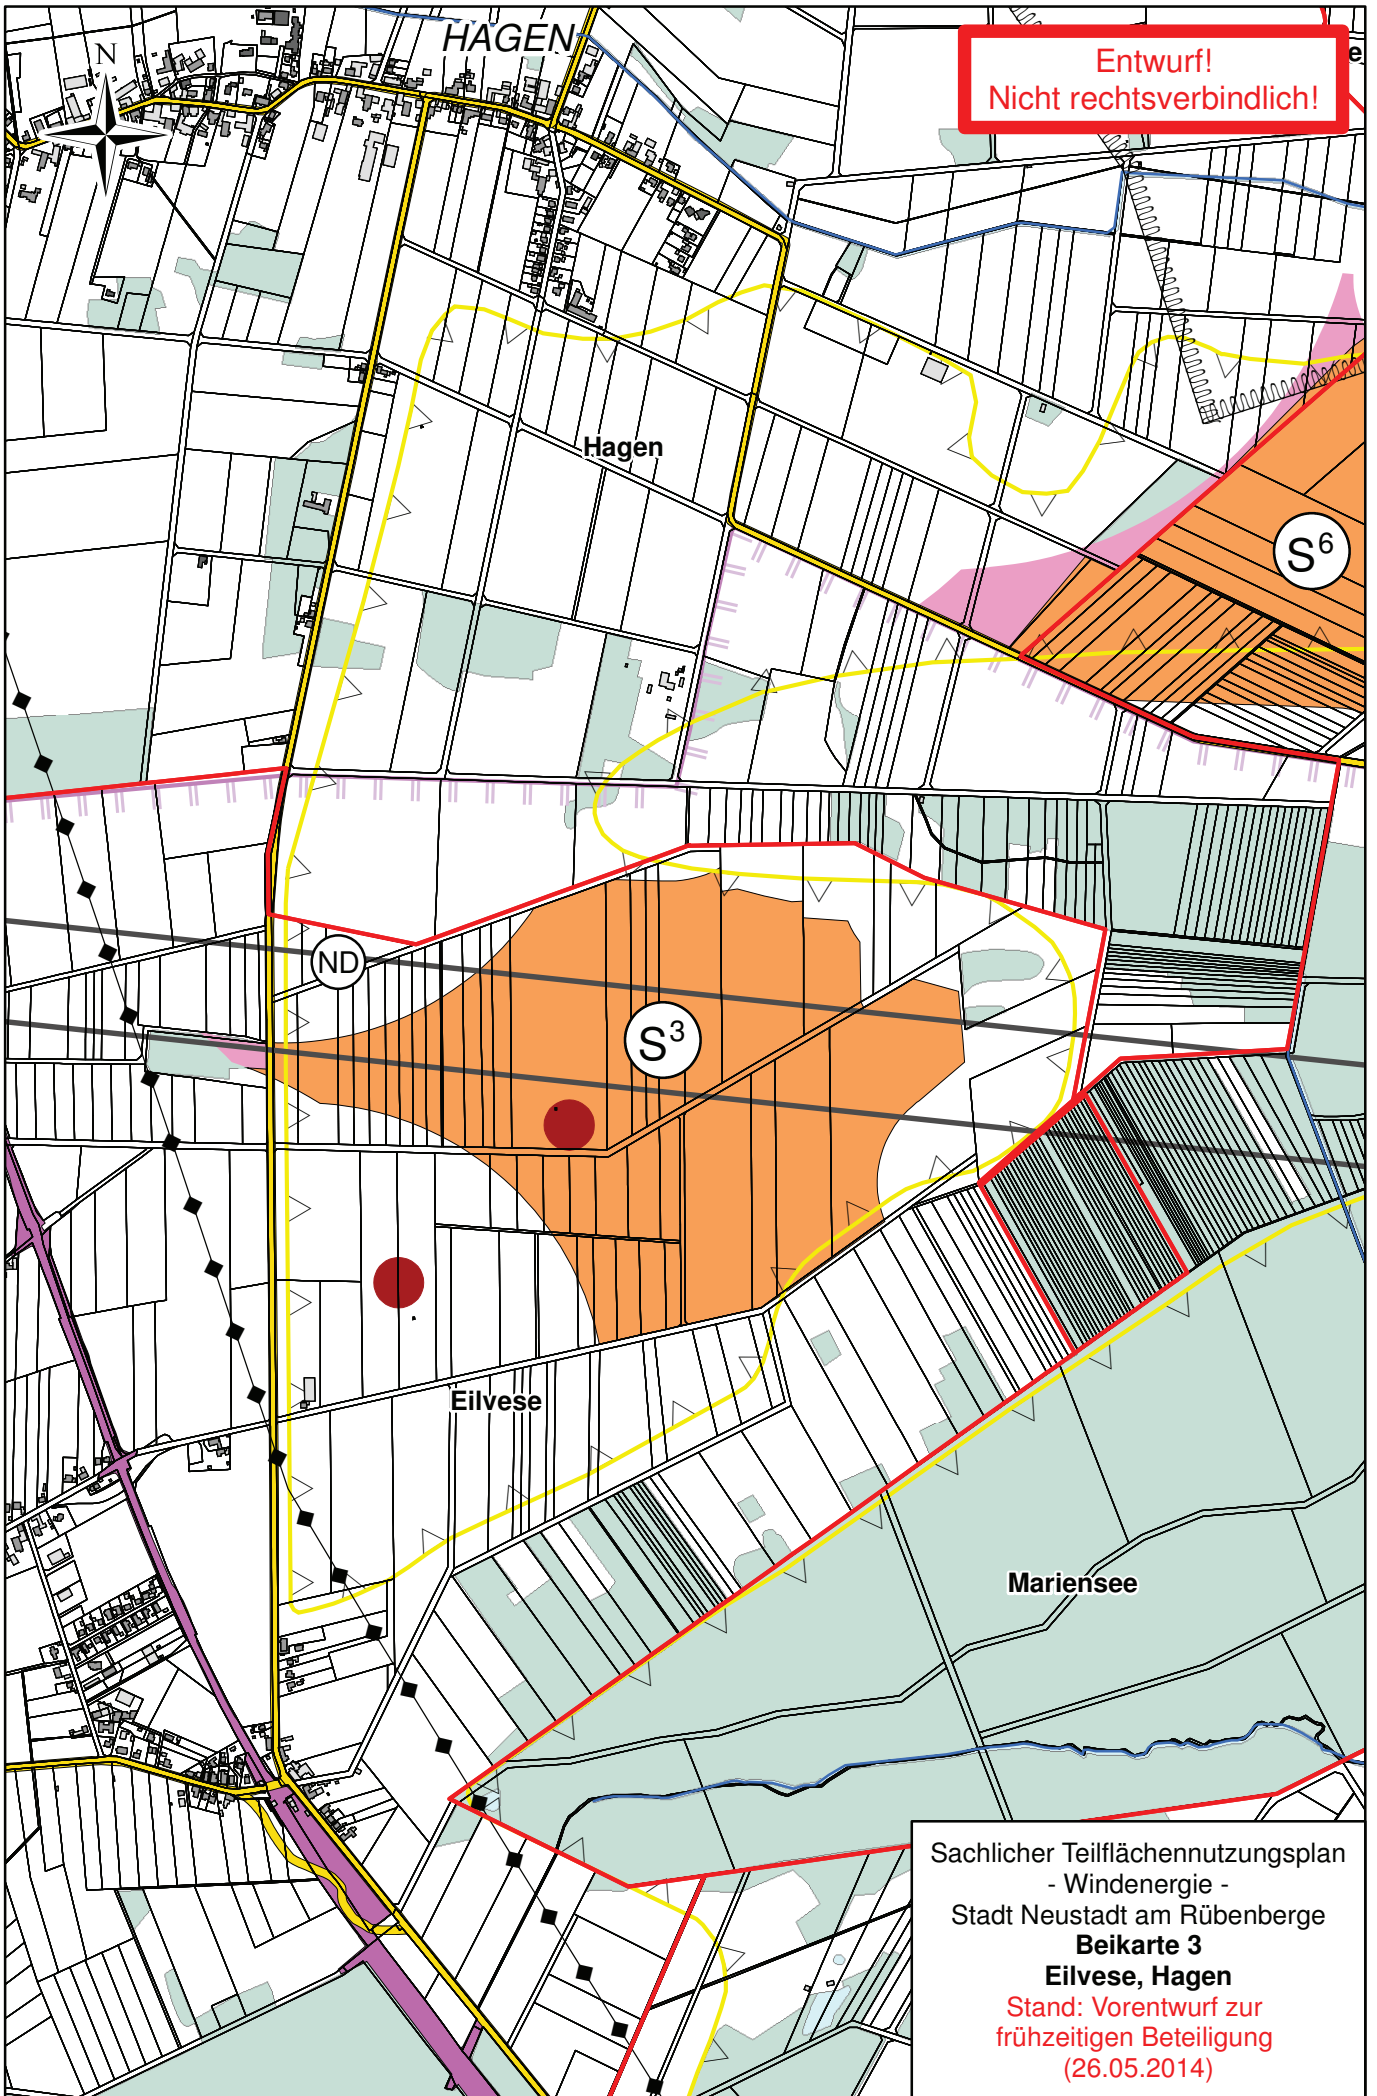 HAGEN
N
Entwurf!
Nicht rechtsverbindlich!
e
Hagen
S6
ND
S3
Eilvese
Mariensee
Sachlicher Teilflächennutzungsplan
- Windenergie -
Stadt Neustadt am Rübenberge
Beikarte 3
Eilvese, Hagen
Stand: Vorentwurf zur
frühzeitigen Beteiligung
(26.05.2014)